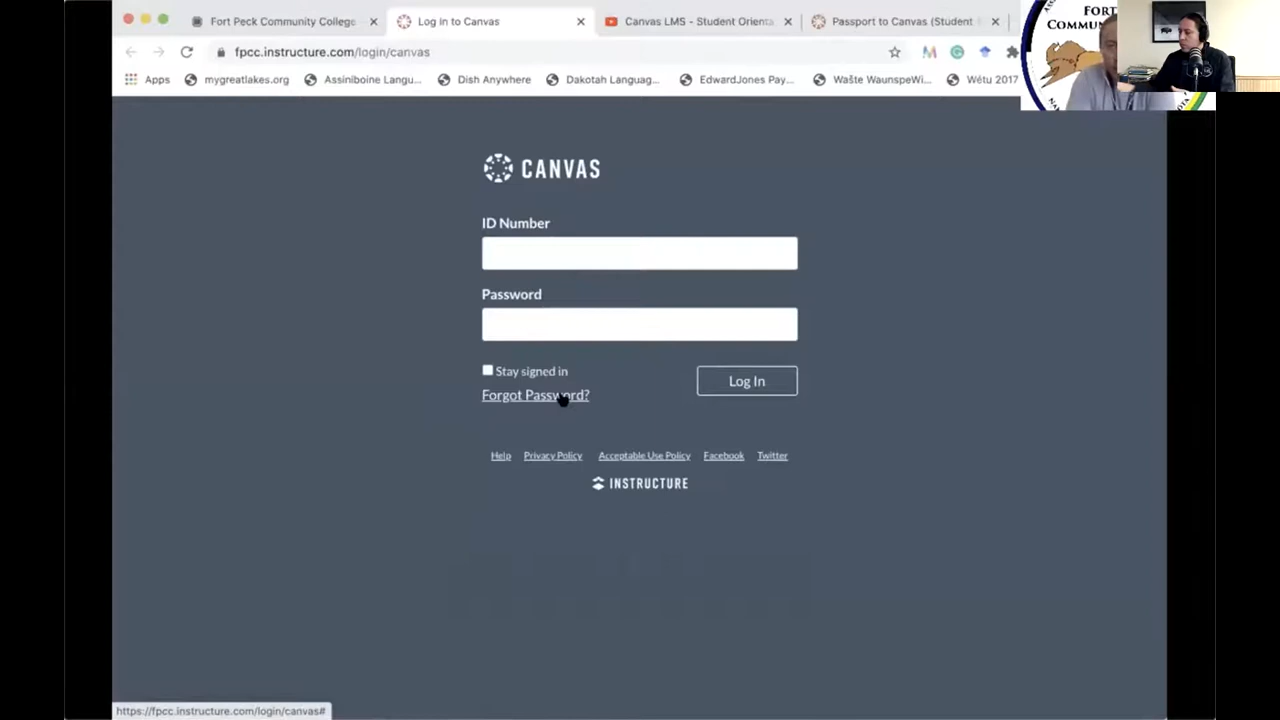 Fort Peck Community College
Log in to Canvas
Canvas LMS - Student Orienta
Passport to Canvas (Student
fpcc.instructure.com/login/canvas
Apps
mygreatlakes.org
Assiniboine Langu...
Dish Anywhere
Dakotah Languag...
EdwardJones Pay...
Wašte WaunspeWi...
Wétu 2017
FORT
COMMU
CANVAS
ID Number
Password
Stay signed in
Log In
Forgot Password?
Help Privacy Policy Acceptable Use Policy Facebook Twitter
INSTRUCTURE
https://fpcc.instructure.com/login/canvas#